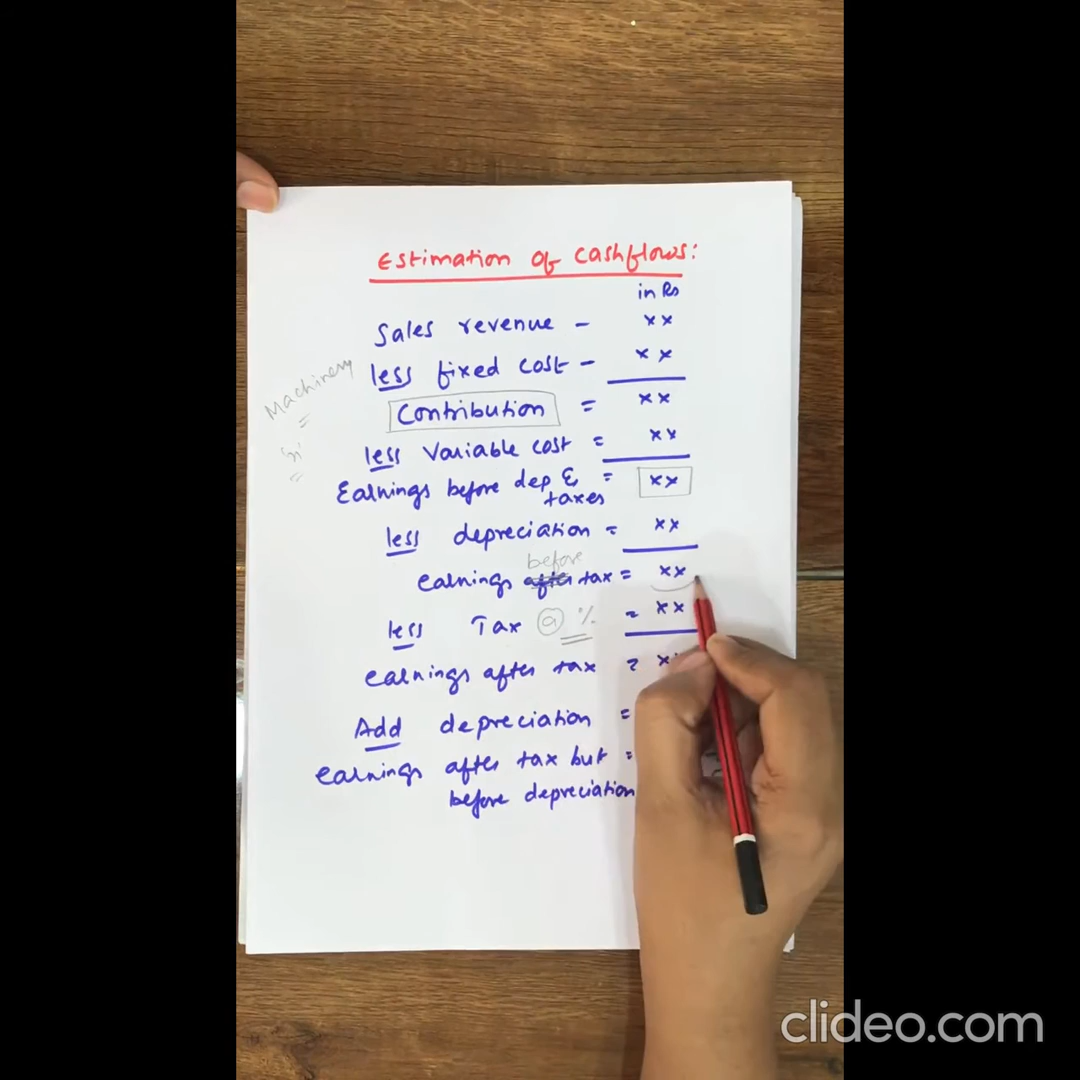 Estimation of cashflows:
in Rs
Sales revenue - xx
less fixed cost - xx
Machinery
Contribution = xx
less Variable cost = xx
Earnings before dep & taxes = xx
less depreciation = xx
before
earnings after tax = xx
less Tax @ % = xx
earnings after tax =
Add depreciation =
earnings after tax but =
before depreciation
clideo.com